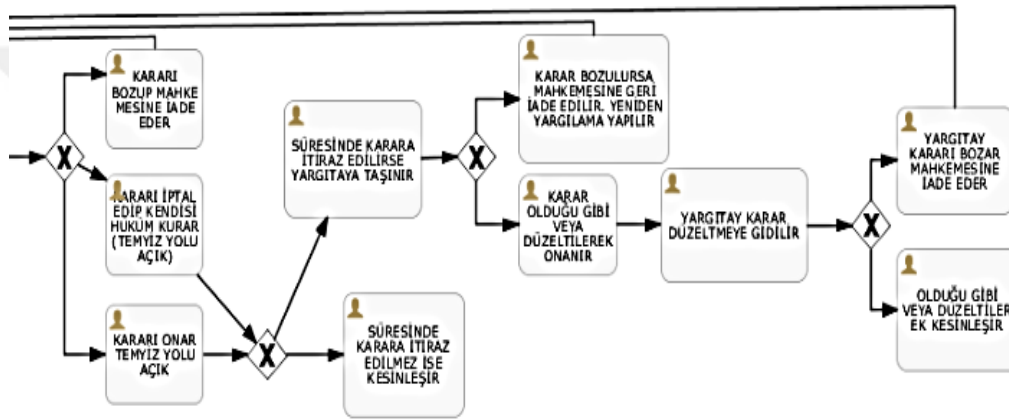 KARARI
BOZUP MAHKE
MESİNE İADE
EDER
KARARI İPTAL
EDİP KENDİSİ
HUKUM KURAR
(TEMYİZ YOLU
AÇIK)
KARARI ONAR
TEMYİZ YOLU
AÇIK
SÜRESİNDE KARARA
İTİRAZ EDİLİRSE
YARGITAYA TAŞINIR
SÜRESİNDE
KARARA İTİRAZ
EDİLMEZ İSE
KESİNLEŞİR
KARAR BOZULURSA
MAHKEMESİNE GERİ
İADE EDİLİR. YENİDEN
YARGILAMA YAPILIR
KARAR
OLDUĞU GİBİ
VEYA
DÜZELTİLEREK
ONANIR
YARGITAY KARAR
DÜZELTMEYE GİDİLİR
YARGITAY
KARARI BOZAR
MAHKEMESİNE
İADE EDER
OLDUĞU GİBİ
VEYA DUZELTİLER
EK KESİNLEŞİR